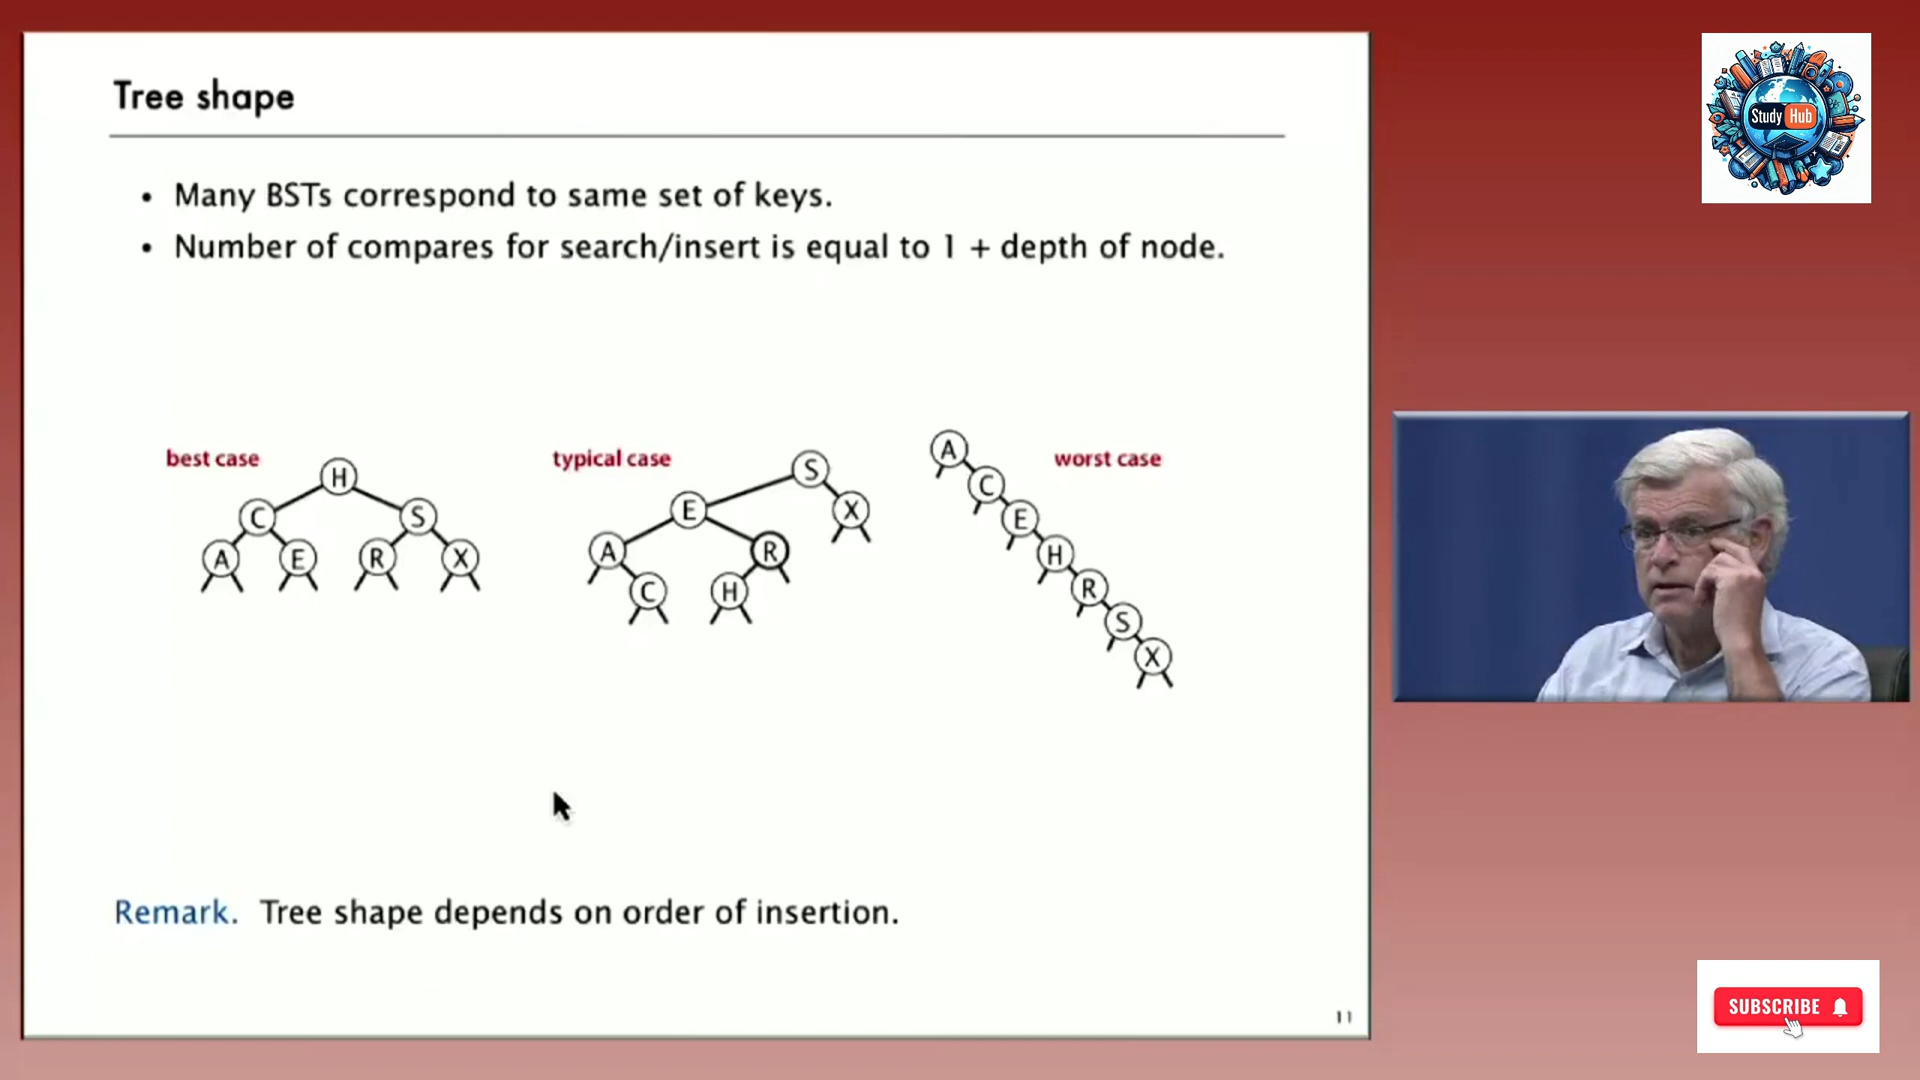 Tree shape
Study Hub
• Many BSTs correspond to same set of keys.
• Number of compares for search/insert is equal to 1 + depth of node.
best case
H
C S
A E R X
typical case
S
E X
A R
C H
worst case
A
C
E
H
R
S
X
Remark. Tree shape depends on order of insertion.
11
SUBSCRIBE